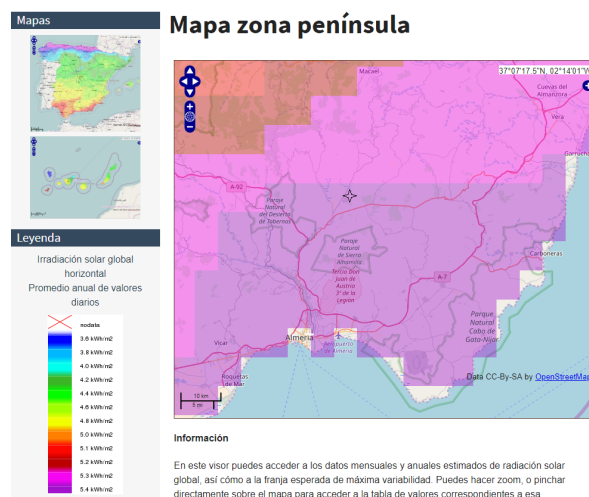 Mapas
Mapa zona península
Leyenda
Irradiación solar global
horizontal
Promedio anual de valores
diarios
nodata
3.6 kWh/m2
3.8 kWh/m2
4.0 kWh/m2
4.2 kWh/m2
4.4 kWh/m2
4.6 kWh/m2
4.8 kWh/m2
5.0 kWh/m2
5.1 kWh/m2
5.2 kWh/m2
5.3 kWh/m2
5.4 kWh/m2
Macael
37°07'17.5"N, 02°14'01"W
Cuevas del
Almanzora
Vera
Garrucha
A-92
Paraje
Natural
del Desierto
de Tabernas
Paraje
Natural
de Sierra
Alhamilla
Tercio Don
Juan de
Austria
3º de la
Legión
A-7
Carboneras
Parque
Natural
Cabo de
Gata-Níjar
Vícar
Almería
Aeropuerto
de Almería
Roquetas
de Mar
10 km
5 mi
Data CC-By-SA by OpenStreetMap
Información
En este visor puedes acceder a los datos mensuales y anuales estimados de radiación solar
global, así cómo a la franja esperada de máxima variabilidad. Puedes hacer zoom, o pinchar
directamente sobre el mapa para acceder a la tabla de valores correspondientes a esa